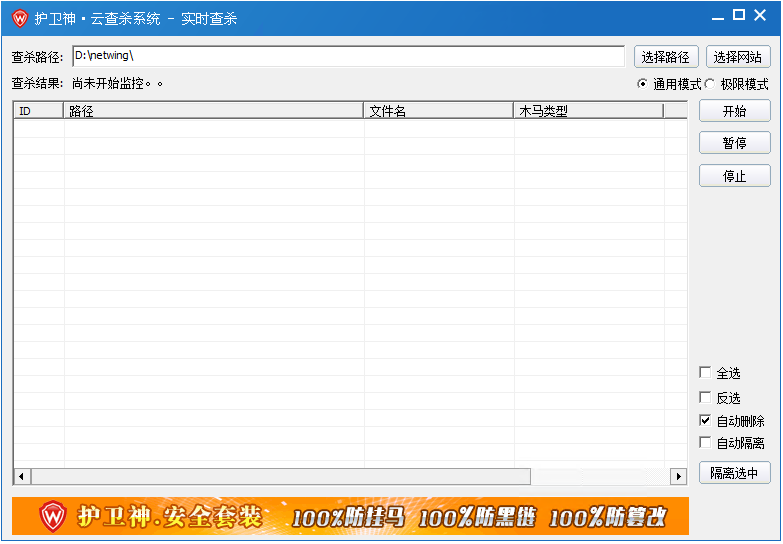 护卫神·云查杀系统 - 实时查杀
查杀路径: D:\netwing\ 选择路径 选择网站
查杀结果: 尚未开始监控。。
通用模式 极限模式
ID 路径 文件名 木马类型
开始
暂停
停止
全选
反选
自动删除
自动隔离
隔离选中
护卫神.安全套装 100%防挂马 100%防黑链 100%防篡改